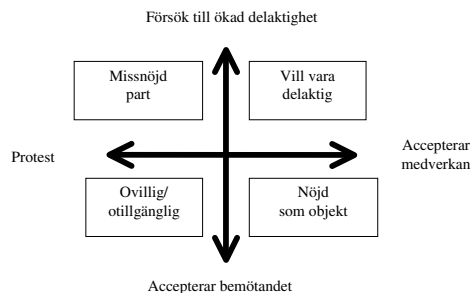 Försök till ökad delaktighet
Missnöjd
part
Vill vara
delaktig
Protest
Accepterar
medverkan
Ovillig/
otillgänglig
Nöjd
som objekt
Accepterar bemötandet